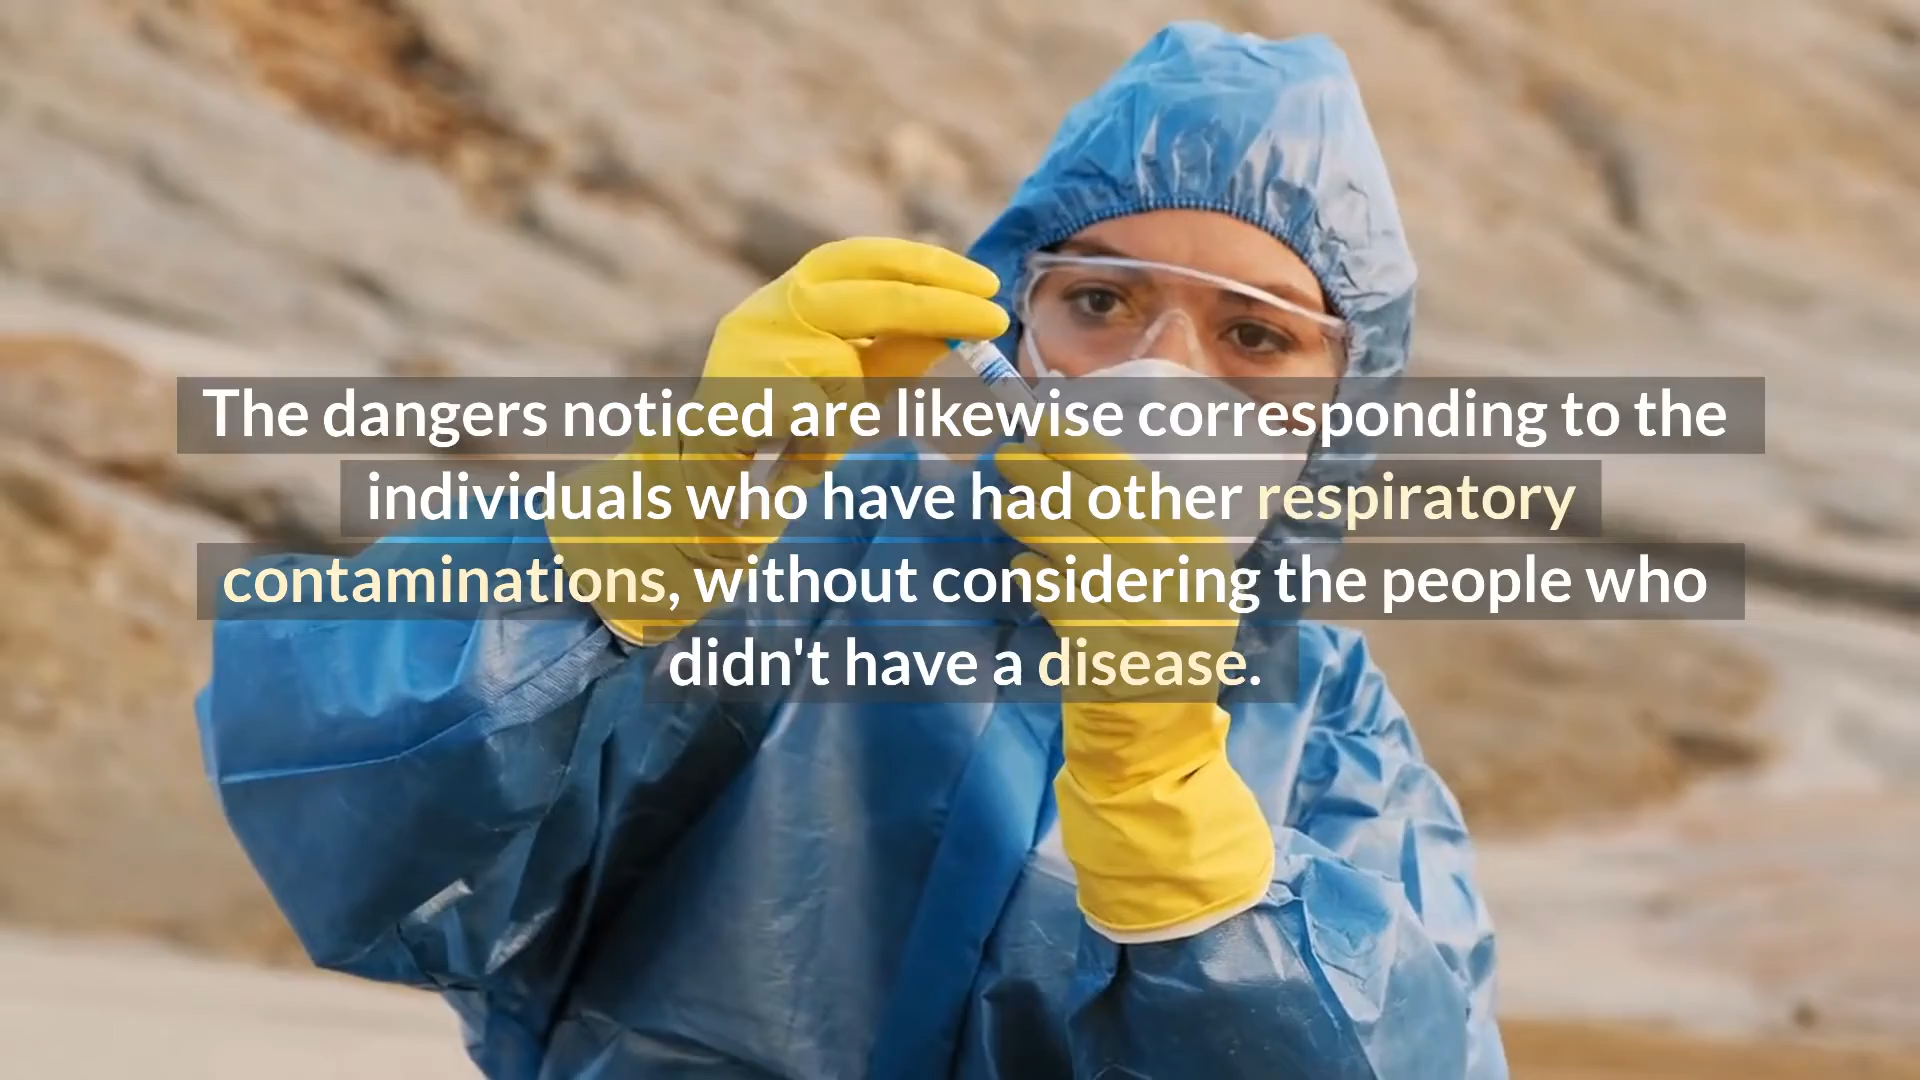 The dangers noticed are likewise corresponding to the
individuals who have had other respiratory
contaminations, without considering the people who
didn't have a disease.